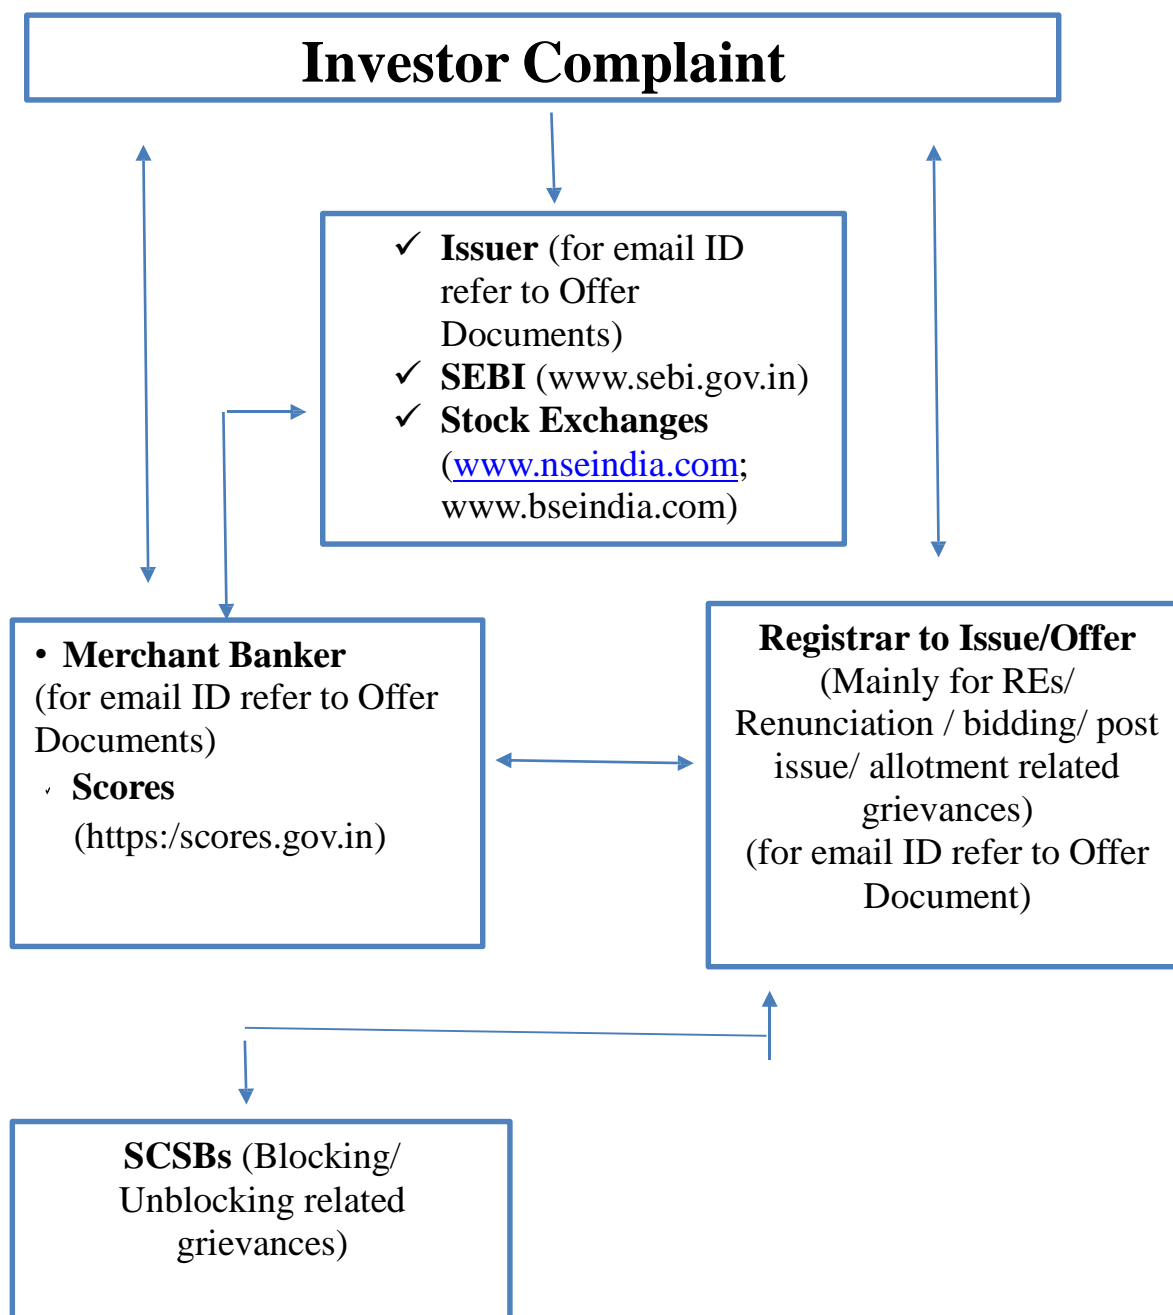 Investor Complaint
✓ Issuer (for email ID
refer to Offer
Documents)
✓ SEBI (www.sebi.gov.in)
✓ Stock Exchanges
(www.nseindia.com;
www.bseindia.com)
• Merchant Banker
(for email ID refer to Offer
Documents)
✓ Scores
(https:/scores.gov.in)
Registrar to Issue/Offer
(Mainly for REs/
Renunciation / bidding/ post
issue/ allotment related
grievances)
(for email ID refer to Offer
Document)
SCSBs (Blocking/
Unblocking related
grievances)